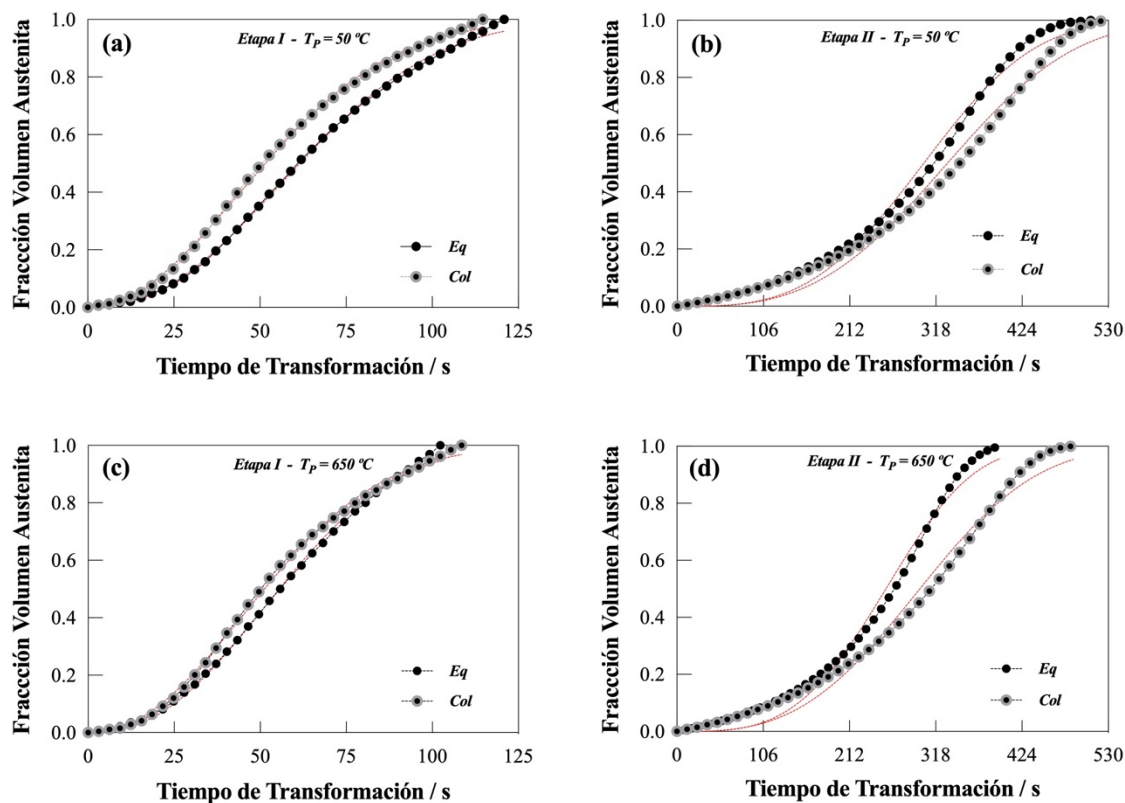 Fraccción Volumen Austenita
1.0
0.8
0.6
0.4
0.2
0.0
(a)
Etapa I - T_P = 50 ºC
Eq
Col
0 25 50 75 100 125
Tiempo de Transformación / s
Fraccción Volumen Austenita
1.0
0.8
0.6
0.4
0.2
0.0
(b)
Etapa II - T_P = 50 ºC
Eq
Col
0 106 212 318 424 530
Tiempo de Transformación / s
Fraccción Volumen Austenita
1.0
0.8
0.6
0.4
0.2
0.0
(c)
Etapa I - T_P = 650 ºC
Eq
Col
0 25 50 75 100 125
Tiempo de Transformación / s
Fraccción Volumen Austenita
1.0
0.8
0.6
0.4
0.2
0.0
(d)
Etapa II - T_P = 650 ºC
Eq
Col
0 106 212 318 424 530
Tiempo de Transformación / s